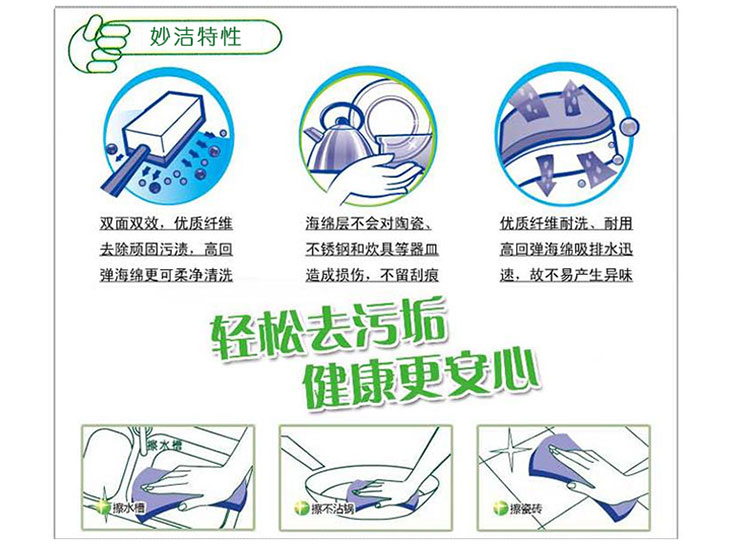 妙洁特性
双面双效，优质纤维
去除顽固污渍，高回
弹海绵更可柔净清洗
海绵层不会对陶瓷、
不锈钢和炊具等器皿
造成损伤，不留刮痕
优质纤维耐洗、耐用
高回弹海绵吸排水迅
速，故不易产生异味
轻松去污垢
健康更安心
擦水槽
擦水槽
擦不沾锅
擦瓷砖